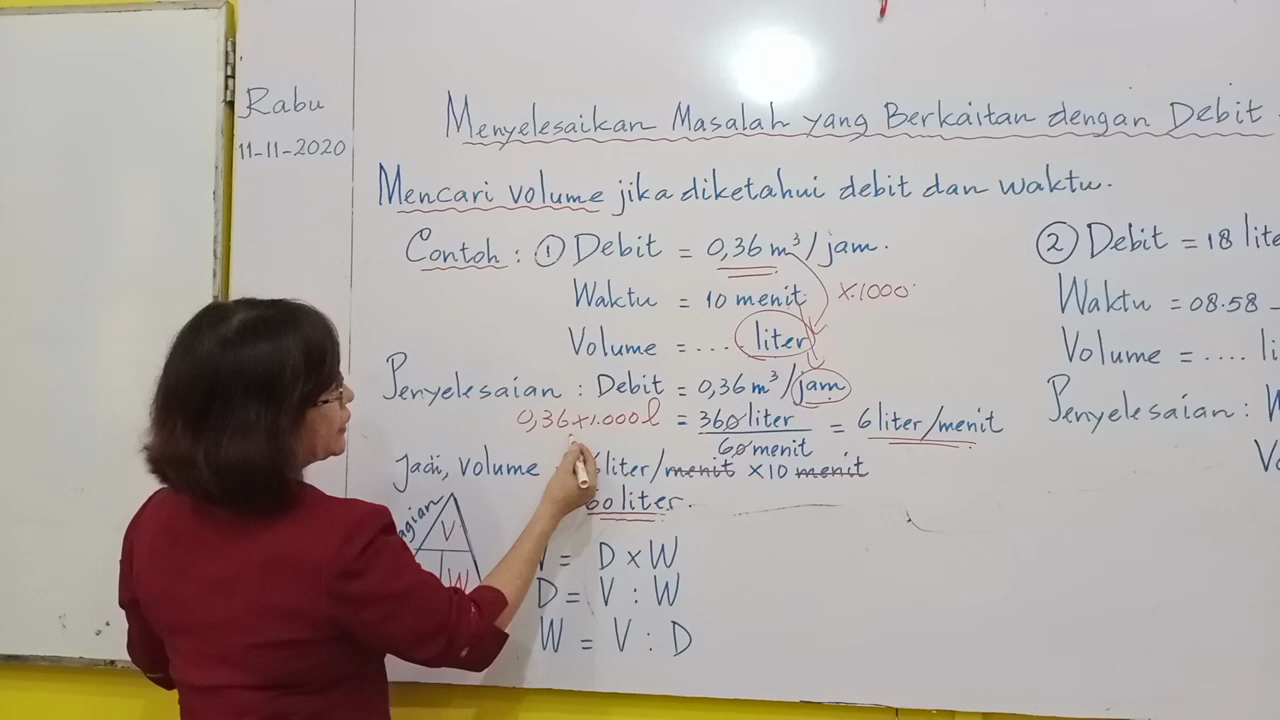 Rabu
11-11-2020
Menyelesaikan Masalah yang Berkaitan dengan Debit
Mencari volume jika diketahui debit dan waktu.
Contoh : ① Debit = 0,36 m³/jam.
Waktu = 10 menit
×.1000
Volume = .... liter
Penyelesaian : Debit = 0,36 m³/jam
0,36×1.000 l = 360 liter / 60 menit = 6 liter/menit
Jadi, volume liter/menit ×10 menit
60 liter.
V
W
= D × W
D = V : W
W = V : D
② Debit = 18
Waktu = 08.58 -
Volume = ....
Penyelesaian :